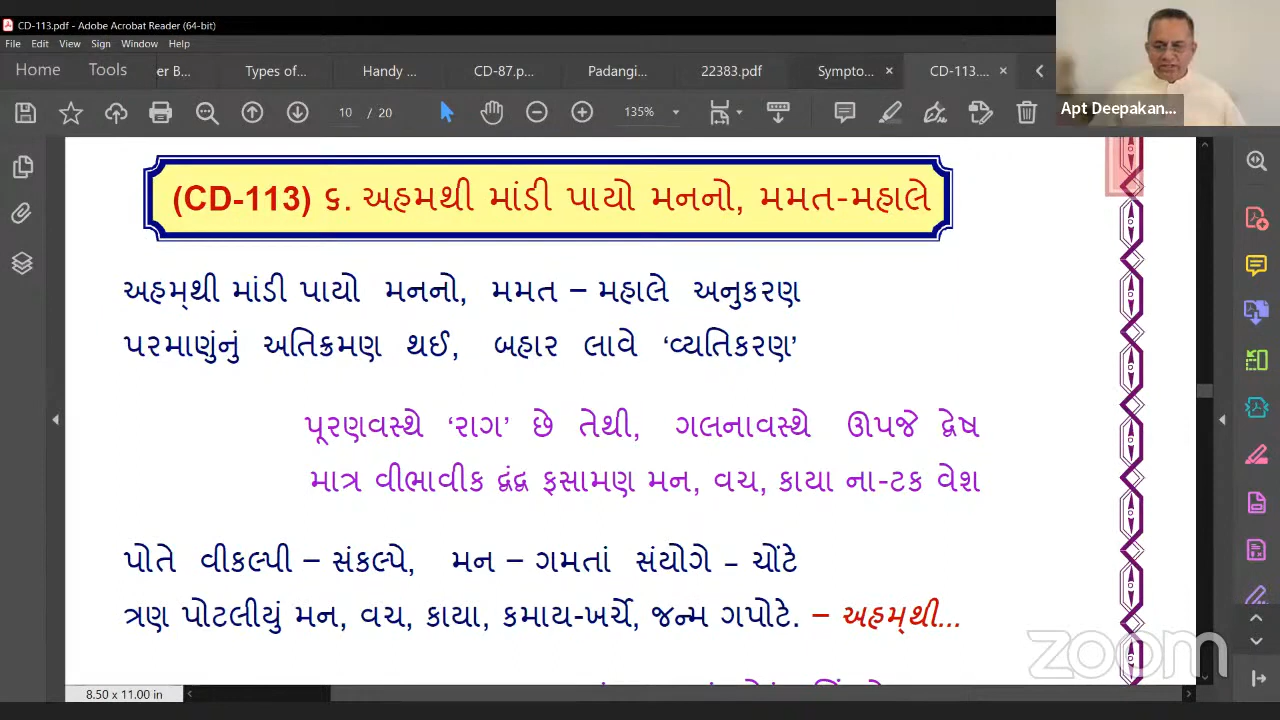 CD-113.pdf - Adobe Acrobat Reader (64-bit)
File Edit View Sign Window Help
Home Tools er B... Types of... Handy ... CD-87.p... Padangi... 22383.pdf Sympto... × CD-113.... ×
10 / 20 135%
Apt Deepakan...
(CD-113) ૬. અહમથી માંડી પાયો મનનો, મમત-મહાલે
અહમ્‌થી માંડી પાયો મનનો, મમત – મહાલે અનુકરણ
પરમાણુંનું અતિક્રમણ થઈ, બહાર લાવે ‘વ્યતિકરણ’
પૂરણવસ્થે ‘રાગ’ છે તેથી, ગલનાવસ્થે ઊપજે દ્વેષ
માત્ર વીભાવીક દ્વંદ્વ ફસામણ મન, વચ, કાયા ના-ટક વેશ
પોતે વીકલ્પી – સંકલ્પે, મન – ગમતાં સંયોગે – ચોંટે
ત્રણ પોટલીયું મન, વચ, કાયા, કમાય-ખર્ચે, જન્મ ગપોટે. – અહમ્‌થી...
zoom
8.50 x 11.00 in